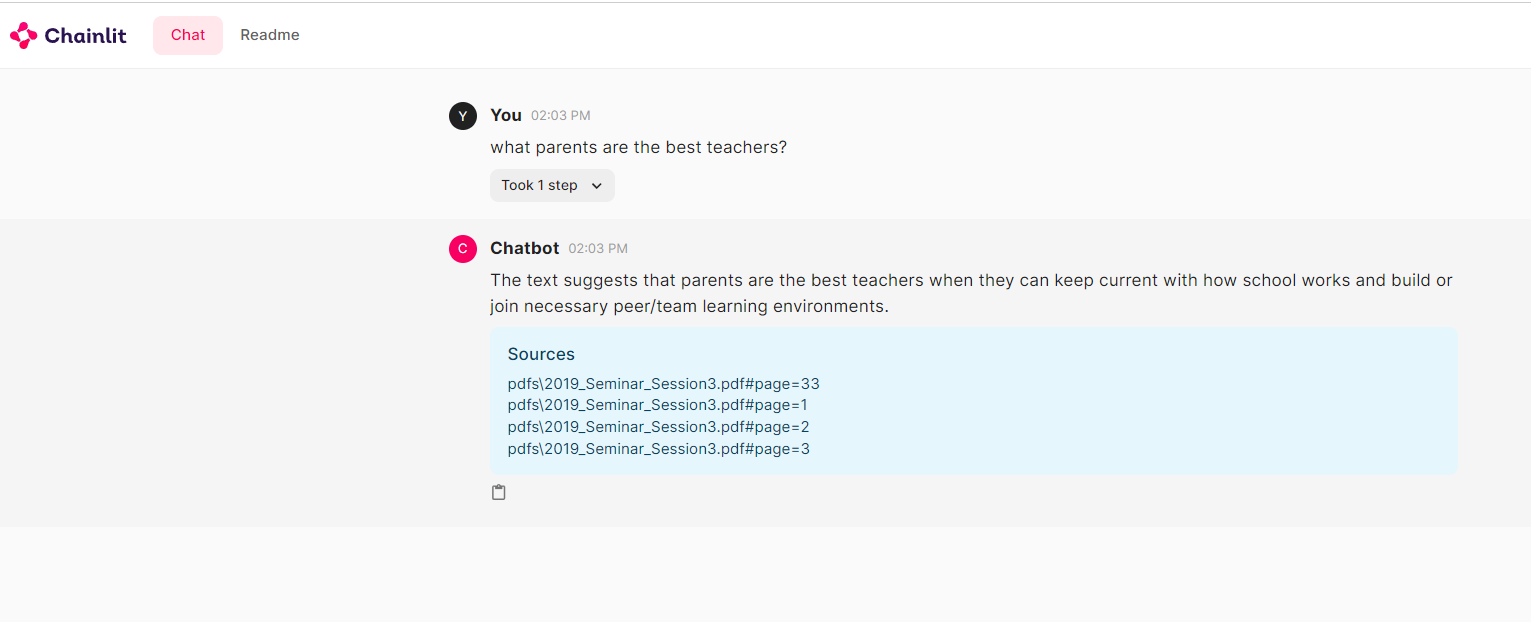 Chainlit Chat Readme
Y You 02:03 PM
what parents are the best teachers?
Took 1 step
C Chatbot 02:03 PM
The text suggests that parents are the best teachers when they can keep current with how school works and build or
join necessary peer/team learning environments.
Sources
pdfs\2019_Seminar_Session3.pdf#page=33
pdfs\2019_Seminar_Session3.pdf#page=1
pdfs\2019_Seminar_Session3.pdf#page=2
pdfs\2019_Seminar_Session3.pdf#page=3